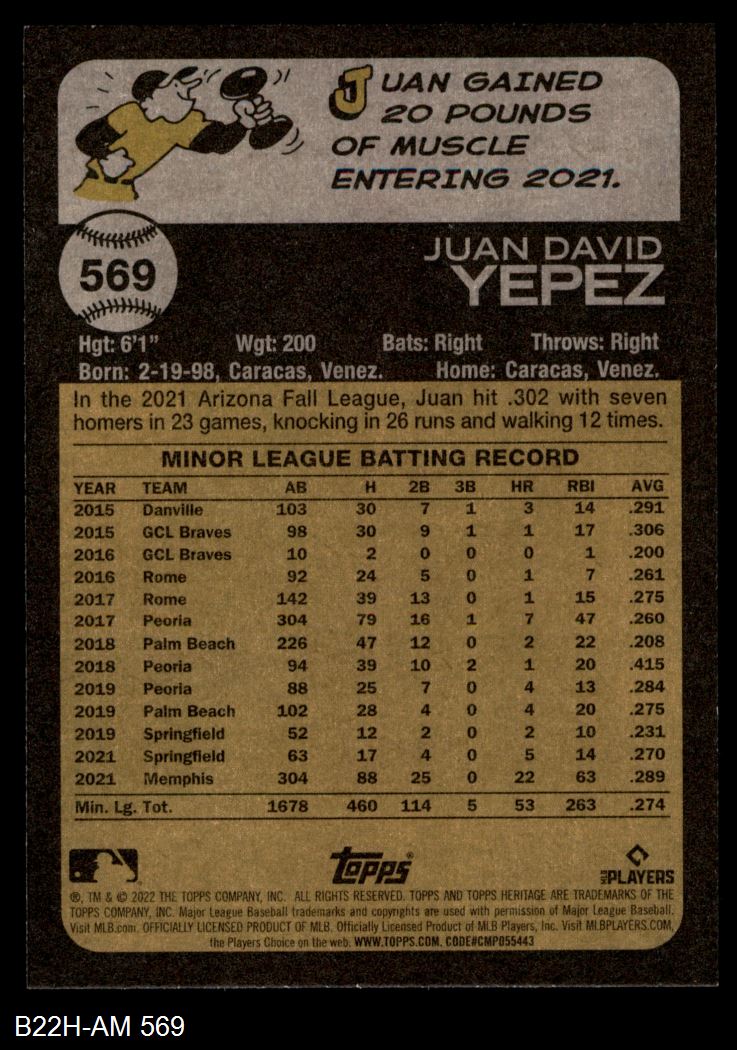 JUAN GAINED
20 POUNDS
OF MUSCLE
ENTERING 2021.
569
JUAN DAVID
YEPEZ
Hgt: 6'1" Wgt: 200 Bats: Right Throws: Right
Born: 2-19-98, Caracas, Venez. Home: Caracas, Venez.
In the 2021 Arizona Fall League, Juan hit .302 with seven
homers in 23 games, knocking in 26 runs and walking 12 times.
MINOR LEAGUE BATTING RECORD
YEAR TEAM AB H 2B 3B HR RBI AVG
2015 Danville 103 30 7 1 3 14 .291
2015 GCL Braves 98 30 9 1 1 17 .306
2016 GCL Braves 10 2 0 0 0 1 .200
2016 Rome 92 24 5 0 1 7 .261
2017 Rome 142 39 13 0 1 15 .275
2017 Peoria 304 79 16 1 7 47 .260
2018 Palm Beach 226 47 12 0 2 22 .208
2018 Peoria 94 39 10 2 1 20 .415
2019 Peoria 88 25 7 0 4 13 .284
2019 Palm Beach 102 28 4 0 4 20 .275
2019 Springfield 52 12 2 0 2 10 .231
2021 Springfield 63 17 4 0 5 14 .270
2021 Memphis 304 88 25 0 22 63 .289
Min. Lg. Tot. 1678 460 114 5 53 263 .274
Topps®
MLB PLAYERS
®, TM & © 2022 THE TOPPS COMPANY, INC. ALL RIGHTS RESERVED. TOPPS AND TOPPS HERITAGE ARE TRADEMARKS OF THE
TOPPS COMPANY, INC. Major League Baseball trademarks and copyrights are used with permission of Major League Baseball.
Visit MLB.com. OFFICIALLY LICENSED PRODUCT OF MLB. Officially Licensed Product of MLB Players, Inc. Visit MLBPLAYERS.COM,
the Players Choice on the web. WWW.TOPPS.COM. CODE#CMP055443
B22H-AM 569